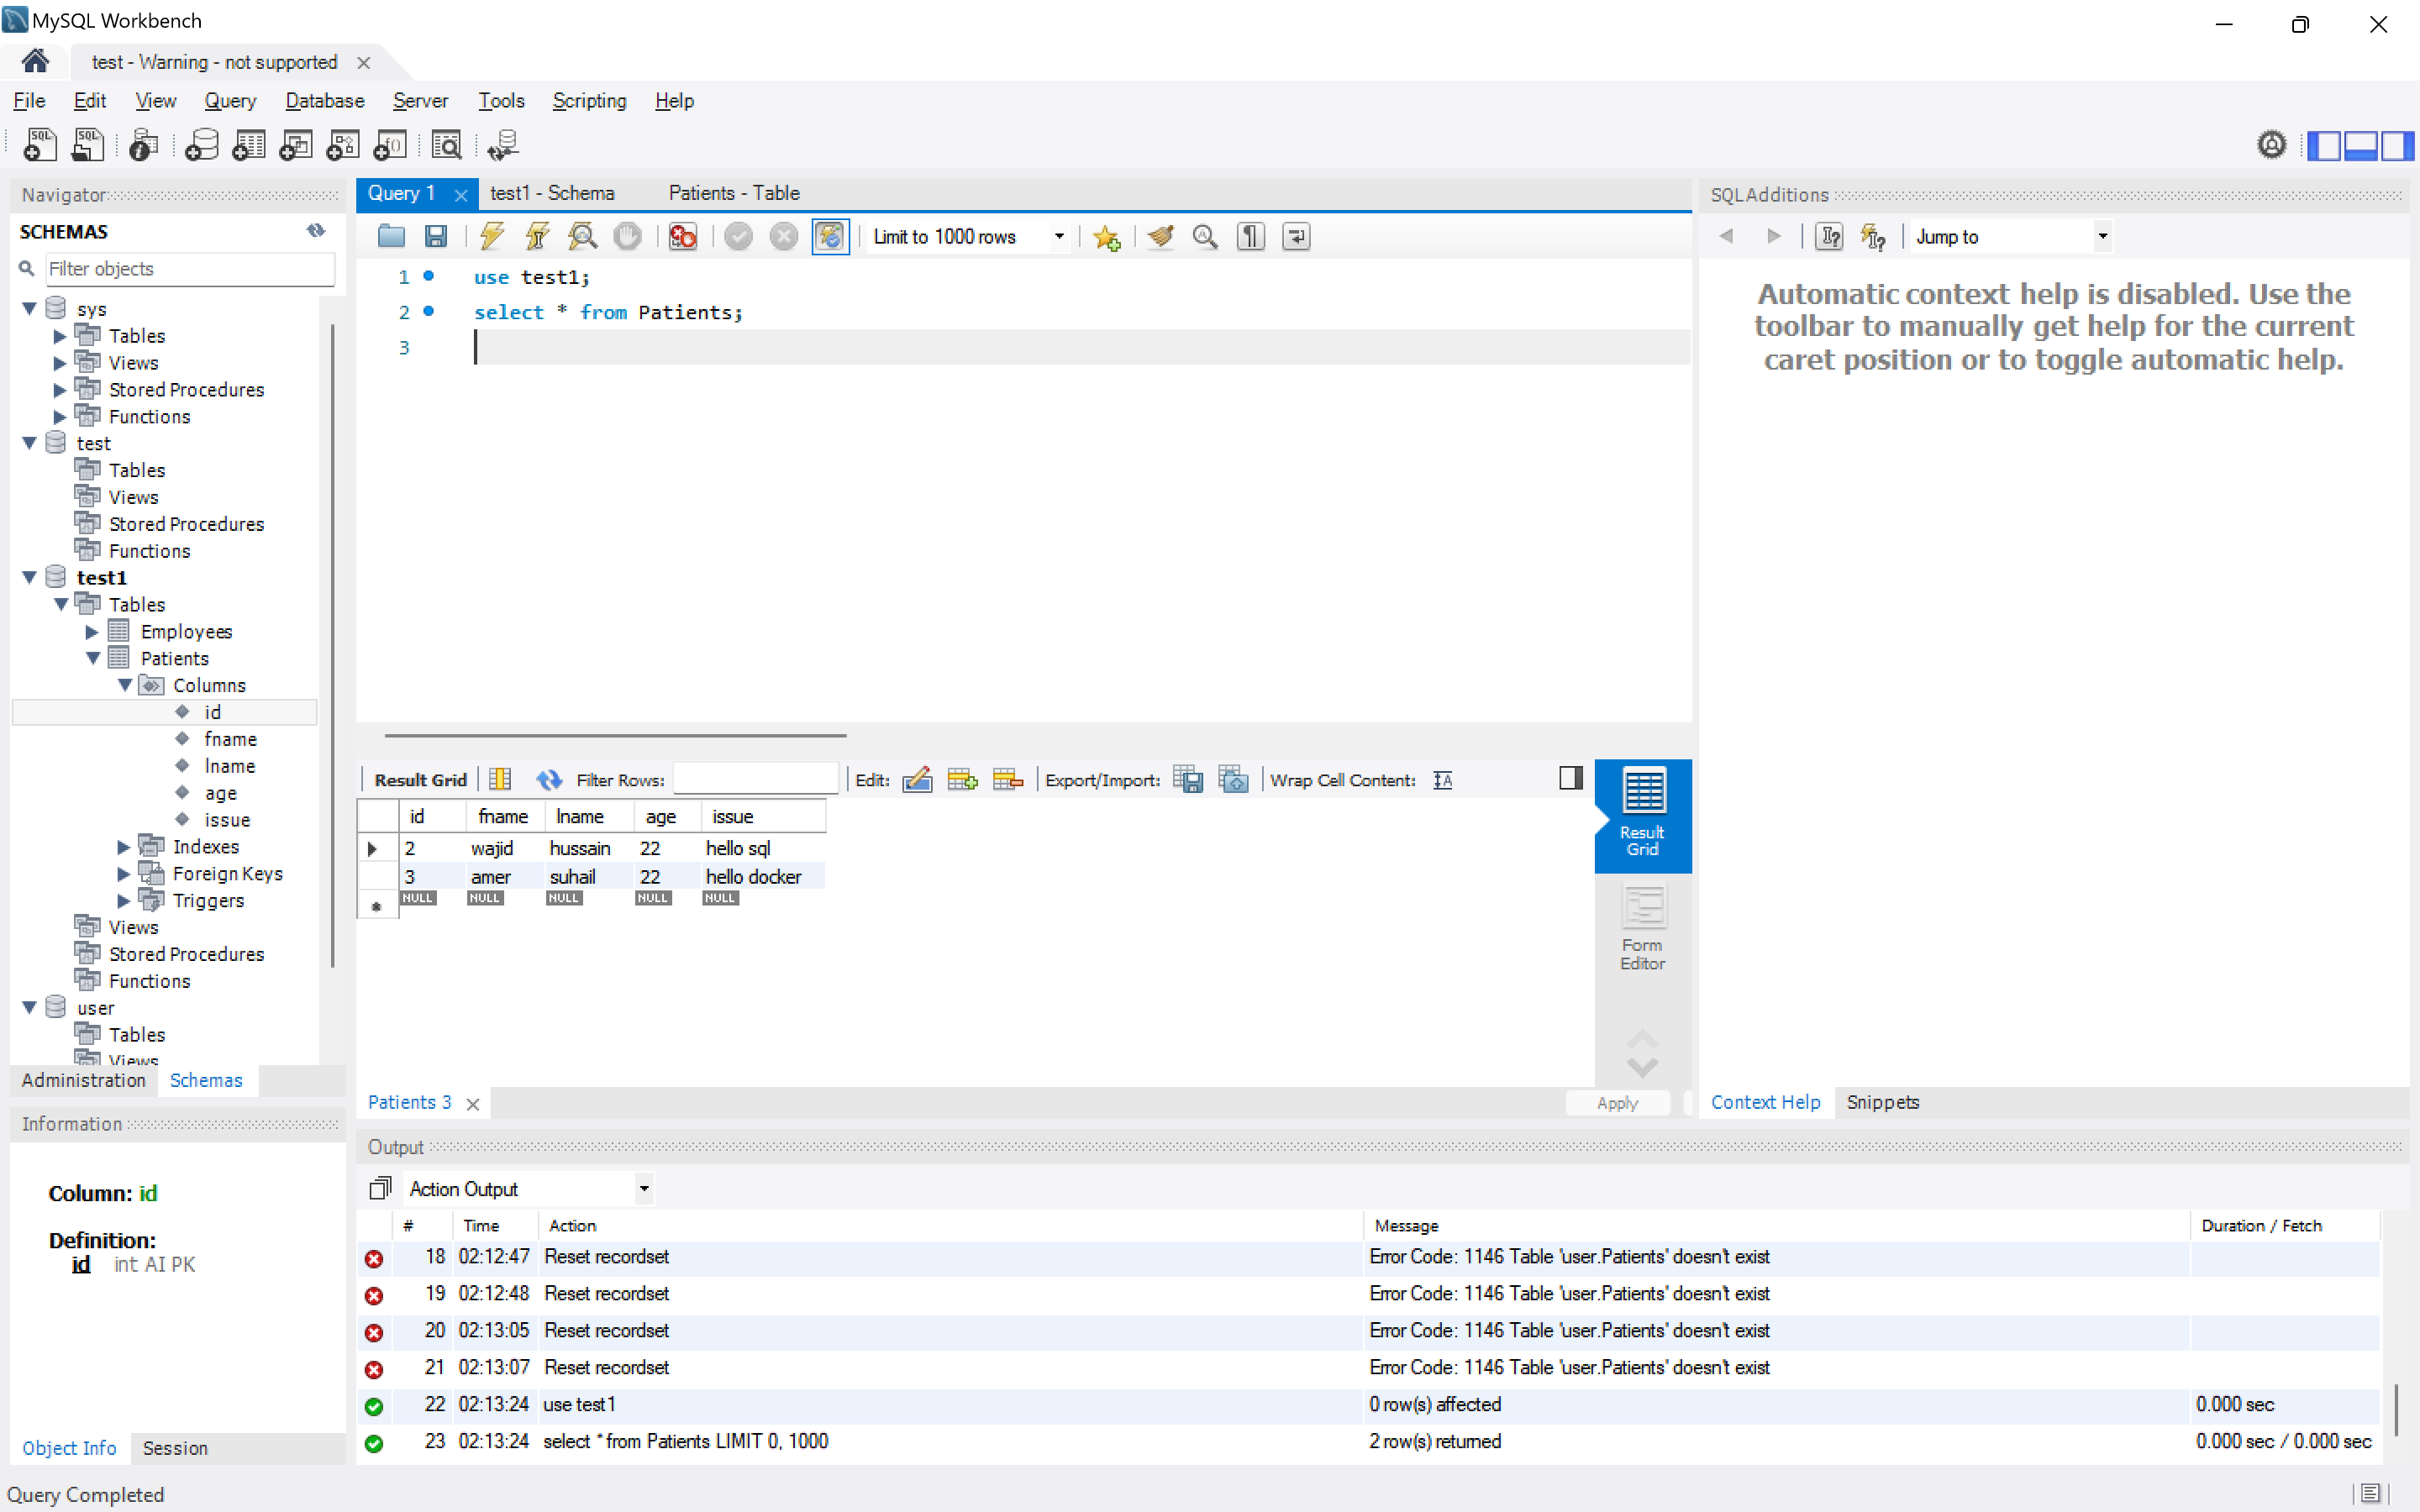 MySQL Workbench
test - Warning - not supported
File Edit View Query Database Server Tools Scripting Help
Navigator
SCHEMAS
Filter objects
sys
Tables
Views
Stored Procedures
Functions
test
Tables
Views
Stored Procedures
Functions
test1
Tables
Employees
Patients
Columns
id
fname
lname
age
issue
Indexes
Foreign Keys
Triggers
Views
Stored Procedures
Functions
user
Tables
Views
Administration Schemas
Information
Column: id
Definition:
id int AI PK
Object Info Session
Query Completed
Query 1 test1 - Schema Patients - Table
Limit to 1000 rows
1 use test1;
2 select * from Patients;
3
Result Grid Filter Rows: Edit: Export/Import: Wrap Cell Content:
id fname lname age issue
2 wajid hussain 22 hello sql
3 amer suhail 22 hello docker
NULL NULL NULL NULL NULL
Result
Grid
Form
Editor
Patients 3 Apply
SQLAdditions
Jump to
Automatic context help is disabled. Use the
toolbar to manually get help for the current
caret position or to toggle automatic help.
Context Help Snippets
Output
Action Output
# Time Action Message Duration / Fetch
18 02:12:47 Reset recordset Error Code: 1146 Table 'user.Patients' doesn't exist
19 02:12:48 Reset recordset Error Code: 1146 Table 'user.Patients' doesn't exist
20 02:13:05 Reset recordset Error Code: 1146 Table 'user.Patients' doesn't exist
21 02:13:07 Reset recordset Error Code: 1146 Table 'user.Patients' doesn't exist
22 02:13:24 use test1 0 row(s) affected 0.000 sec
23 02:13:24 select * from Patients LIMIT 0, 1000 2 row(s) returned 0.000 sec / 0.000 sec